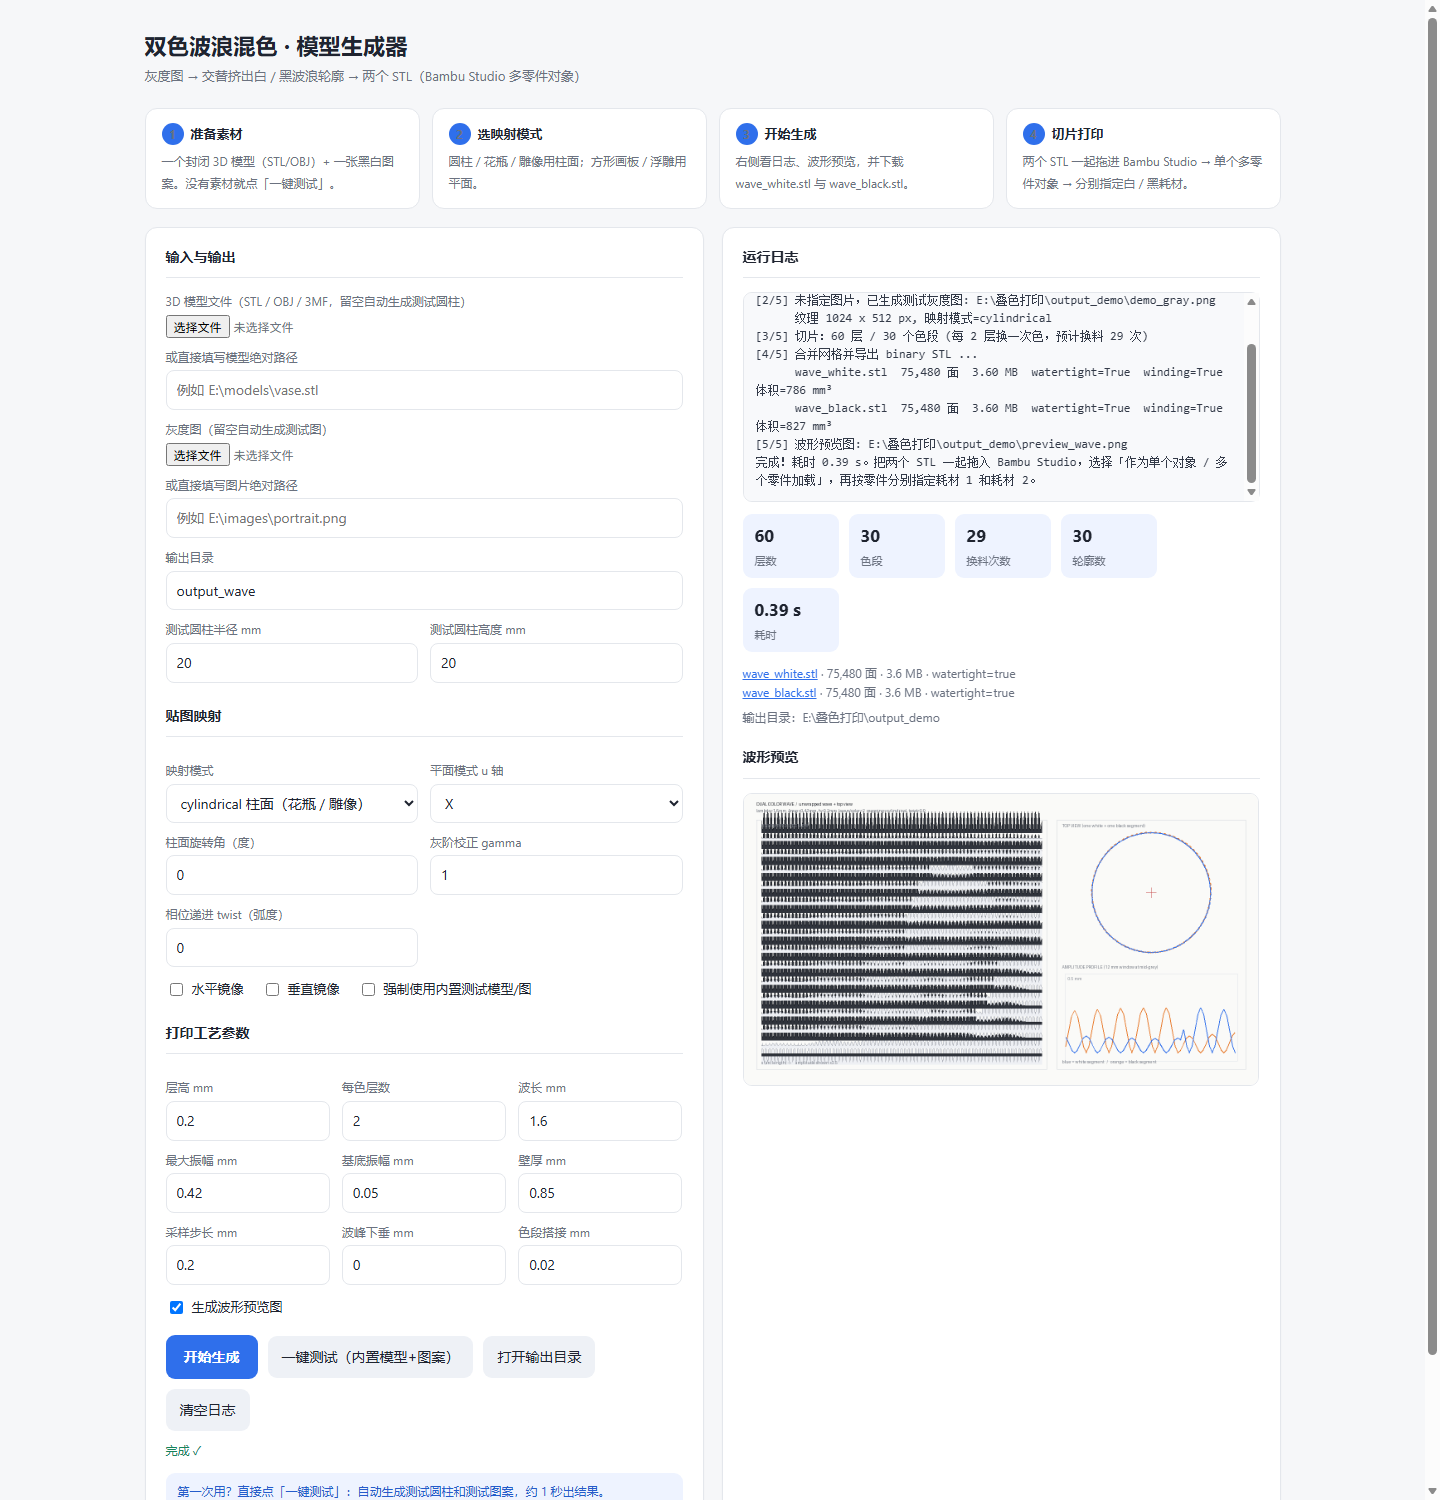 双色波浪混色 · 模型生成器
灰度图 → 交替挤出白 / 黑波浪轮廓 → 两个 STL（Bambu Studio 多零件对象）
1 准备素材
一个封闭 3D 模型（STL/OBJ）+ 一张黑白图
案。没有素材就点「一键测试」。
2 选映射模式
圆柱 / 花瓶 / 雕像用柱面；方形画板 / 浮雕用
平面。
3 开始生成
右侧看日志、波形预览，并下载
wave_white.stl 与 wave_black.stl。
4 切片打印
两个 STL 一起拖进 Bambu Studio → 单个多零
件对象 → 分别指定白 / 黑耗材。
输入与输出
3D 模型文件（STL / OBJ / 3MF，留空自动生成测试圆柱）
选择文件 未选择文件
或直接填写模型绝对路径
例如 E:\models\vase.stl
灰度图（留空自动生成测试图）
选择文件 未选择文件
或直接填写图片绝对路径
例如 E:\images\portrait.png
输出目录
output_wave
测试圆柱半径 mm 测试圆柱高度 mm
20 20
贴图映射
映射模式 平面模式 u 轴
cylindrical 柱面（花瓶 / 雕像） X
柱面旋转角（度） 灰阶校正 gamma
0 1
相位递进 twist（弧度）
0
水平镜像 垂直镜像 强制使用内置测试模型/图
打印工艺参数
层高 mm 每色层数 波长 mm
0.2 2 1.6
最大振幅 mm 基底振幅 mm 壁厚 mm
0.42 0.05 0.85
采样步长 mm 波峰下垂 mm 色段搭接 mm
0.2 0 0.02
生成波形预览图
开始生成 一键测试（内置模型+图案） 打开输出目录
清空日志
完成 ✓
第一次用？直接点「一键测试」：自动生成测试圆柱和测试图案，约 1 秒出结果。
运行日志
[2/5] 未指定图片，已生成测试灰度图: E:\叠色打印\output_demo\demo_gray.png
纹理 1024 x 512 px, 映射模式=cylindrical
[3/5] 切片: 60 层 / 30 个色段 (每 2 层换一次色，预计换料 29 次)
[4/5] 合并网格并导出 binary STL ...
wave_white.stl 75,480 面 3.60 MB watertight=True winding=True
体积=786 mm³
wave_black.stl 75,480 面 3.60 MB watertight=True winding=True
体积=827 mm³
[5/5] 波形预览图: E:\叠色打印\output_demo\preview_wave.png
完成! 耗时 0.39 s。把两个 STL 一起拖入 Bambu Studio，选择「作为单个对象 / 多
个零件加载」，再按零件分别指定耗材 1 和耗材 2。
60 30 29 30
层数 色段 换料次数 轮廓数
0.39 s
耗时
wave_white.stl · 75,480 面 · 3.6 MB · watertight=true
wave_black.stl · 75,480 面 · 3.6 MB · watertight=true
输出目录：E:\叠色打印\output_demo
波形预览